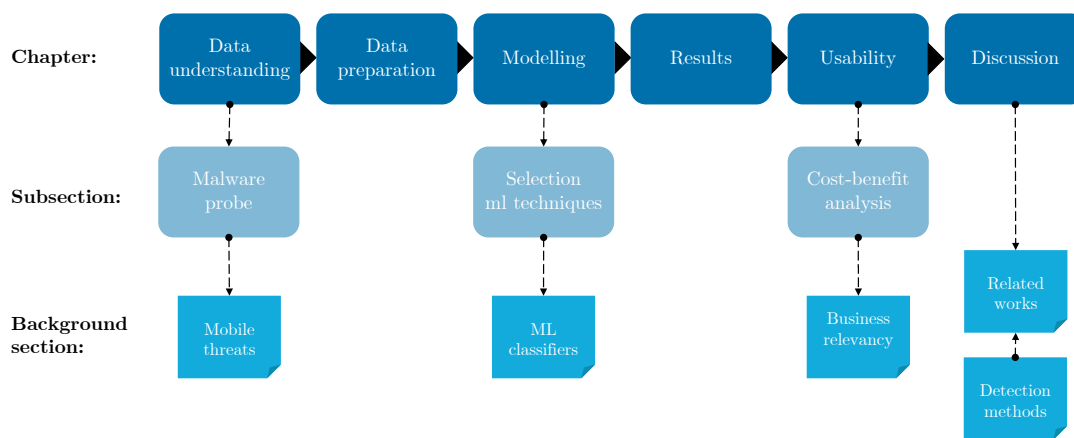 Chapter:
Data
understanding
Data
preparation
Modelling
Results
Usability
Discussion
Subsection:
Malware
probe
Selection
ml techniques
Cost-benefit
analysis
Background
section:
Mobile
threats
ML
classifiers
Business
relevancy
Related
works
Detection
methods